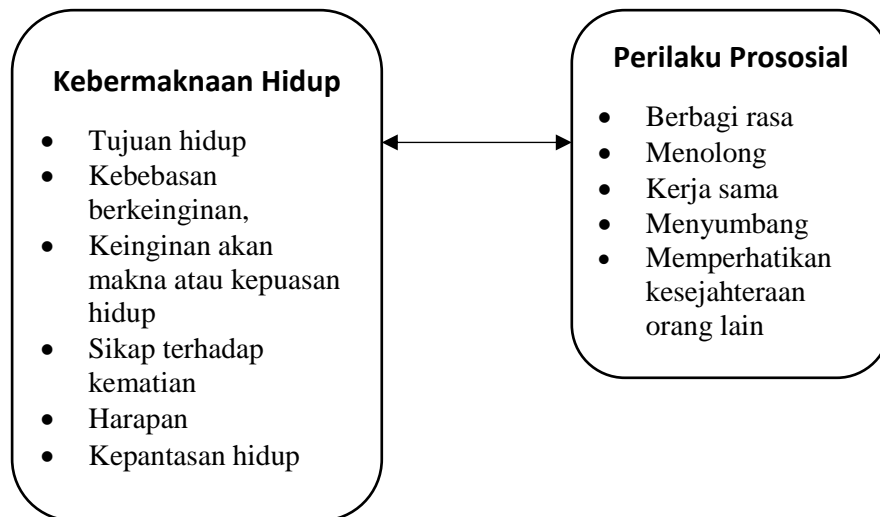 Kebermaknaan Hidup
• Tujuan hidup
• Kebebasan
berkeinginan,
• Keinginan akan
makna atau kepuasan
hidup
• Sikap terhadap
kematian
• Harapan
• Kepantasan hidup
Perilaku Prososial
• Berbagi rasa
• Menolong
• Kerja sama
• Menyumbang
• Memperhatikan
kesejahteraan
orang lain